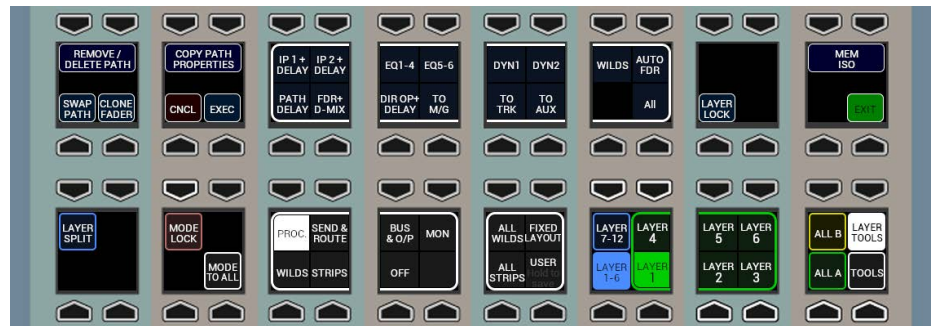 REMOVE /
DELETE PATH
SWAP PATH
CLONE FADER
COPY PATH
PROPERTIES
CNCL EXEC
IP 1 + DELAY
IP 2 + DELAY
PATH DELAY
FDR+ D-MIX
EQ1-4 EQ5-6
DIR OP+ DELAY
TO M/G
DYN1 DYN2
TO TRK
TO AUX
WILDS
AUTO FDR
All
LAYER
LOCK
MEM
ISO
EXIT
LAYER
SPLIT
MODE
LOCK
MODE
TO ALL
PROC.
SEND & ROUTE
WILDS STRIPS
BUS & O/P
MON
OFF
ALL WILDS
FIXED LAYOUT
ALL STRIPS
USER
Hold to
LAYER 7-12
LAYER 4
LAYER 1-6
LAYER 1
LAYER 5
LAYER 6
LAYER 2
LAYER 3
ALL B
LAYER TOOLS
ALL A
TOOLS